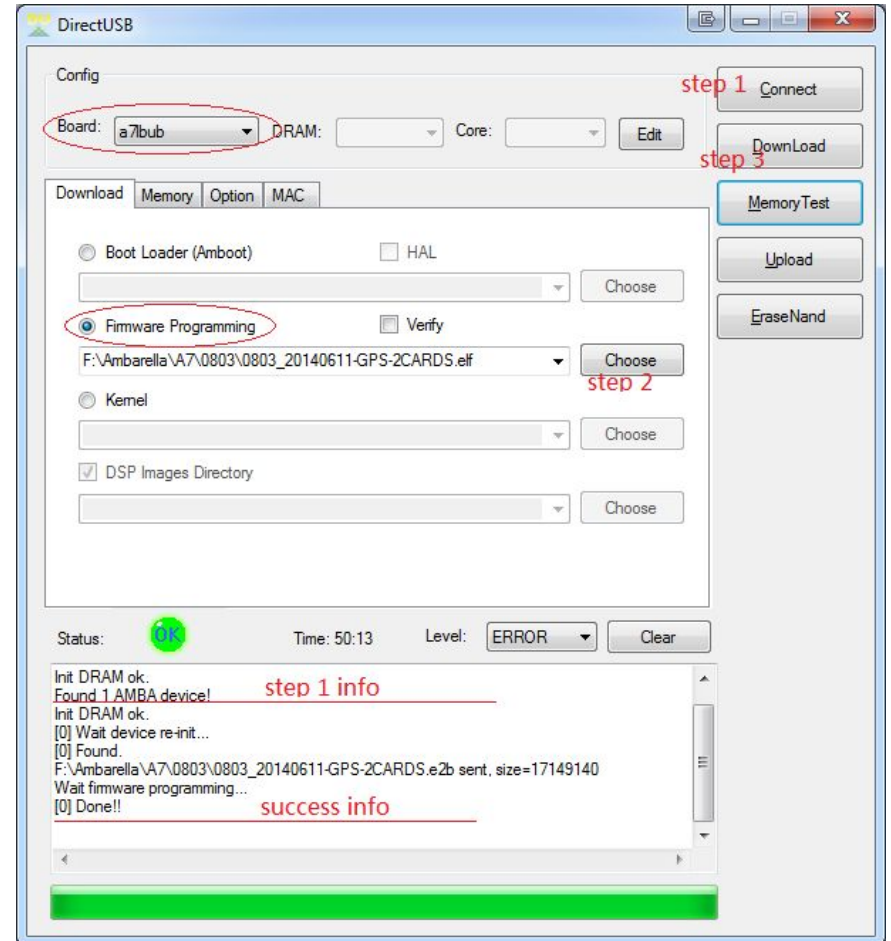 DirectUSB
Config
step 1
Connect
Board: a7lbub DRAM: Core: Edit
DownLoad
step 3
Download Memory Option MAC
MemoryTest
Boot Loader (Amboot) HAL
Upload
Choose
Firmware Programming Verify
EraseNand
F:\Ambarella\A7\0803\0803_20140611-GPS-2CARDS.elf Choose
step 2
Kernel
Choose
DSP Images Directory
Choose
Status: OK Time: 50:13 Level: ERROR Clear
Init DRAM ok.
Found 1 AMBA device!
step 1 info
Init DRAM ok.
[0] Wait device re-init...
[0] Found.
F:\Ambarella\A7\0803\0803_20140611-GPS-2CARDS.e2b sent, size=17149140
Wait firmware programming...
[0] Done!!
success info